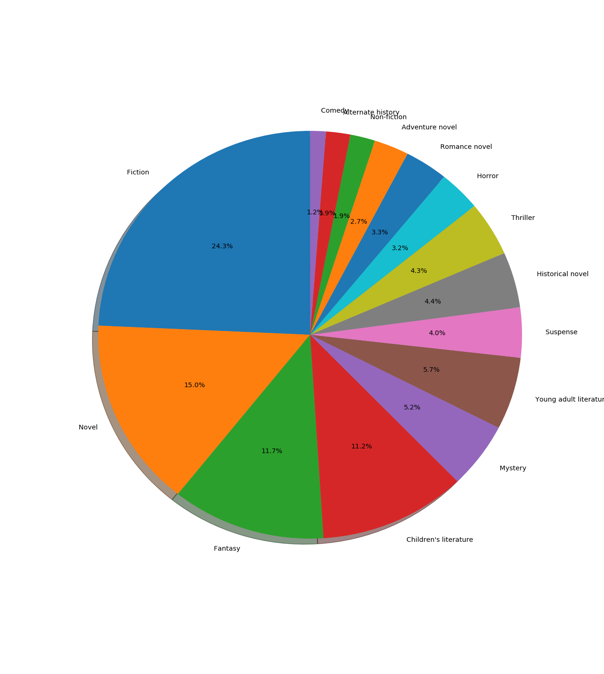 Comedy
Alternate history
Non-fiction
Adventure novel
Romance novel
Horror
Fiction
1.2%
1.9%
1.9%
2.7%
Thriller
3.3%
24.3%
3.2%
4.3%
Historical novel
4.4%
Suspense
4.0%
5.7%
15.0%
Young adult literatur
5.2%
Novel
11.2%
11.7%
Mystery
Children's literature
Fantasy